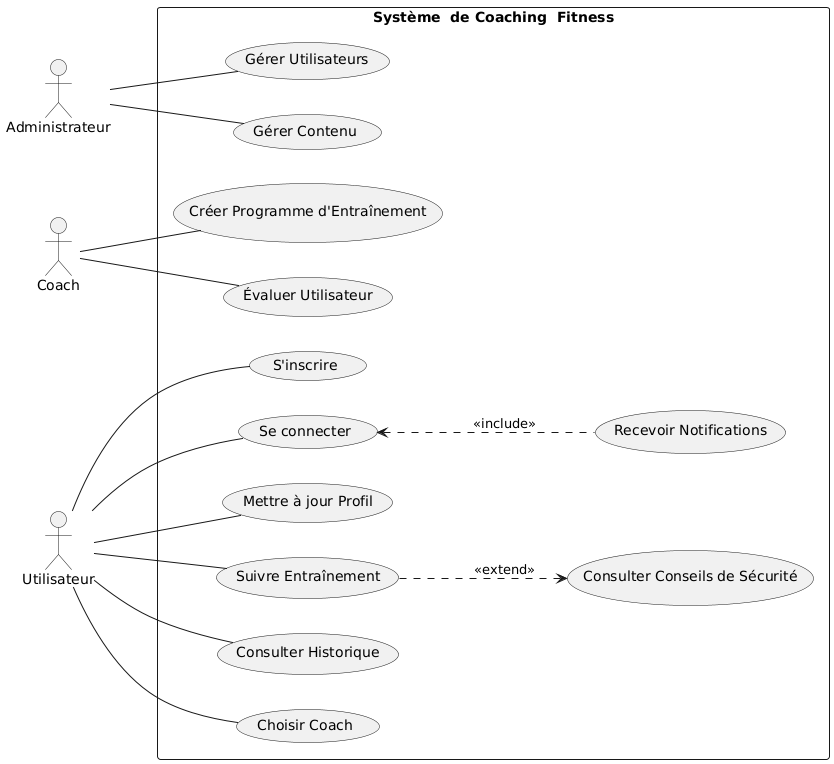 Système  de Coaching  Fitness
Gérer Utilisateurs
Administrateur
Gérer Contenu
Créer Programme d'Entraînement
Coach
Évaluer Utilisateur
S'inscrire
Se connecter
«include»
Recevoir Notifications
Mettre à jour Profil
Utilisateur
Suivre Entraînement
«extend»
Consulter Conseils de Sécurité
Consulter Historique
Choisir Coach